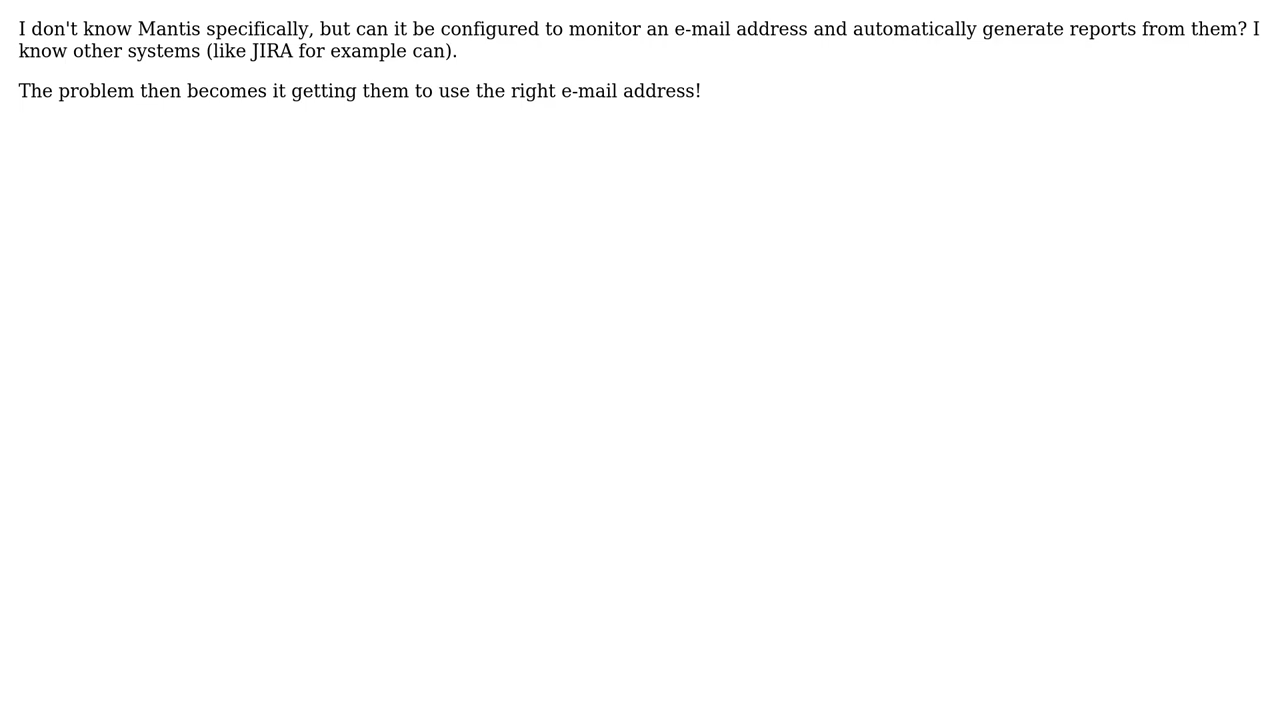 I don't know Mantis specifically, but can it be configured to monitor an e-mail address and automatically generate reports from them? I
know other systems (like JIRA for example can).
The problem then becomes it getting them to use the right e-mail address!